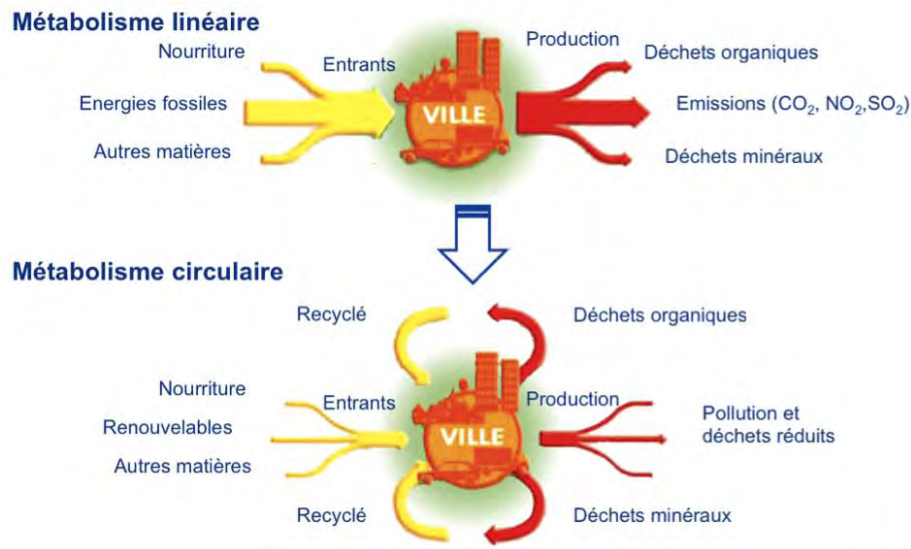 Métabolisme linéaire
Nourriture
Entrants
Production
Déchets organiques
Energies fossiles
VILLE
Emissions (CO₂, NO₂,SO₂)
Autres matières
Déchets minéraux
Métabolisme circulaire
Recyclé
Déchets organiques
Nourriture
Entrants
Production
Renouvelables
VILLE
Pollution et
déchets réduits
Autres matières
Recyclé
Déchets minéraux